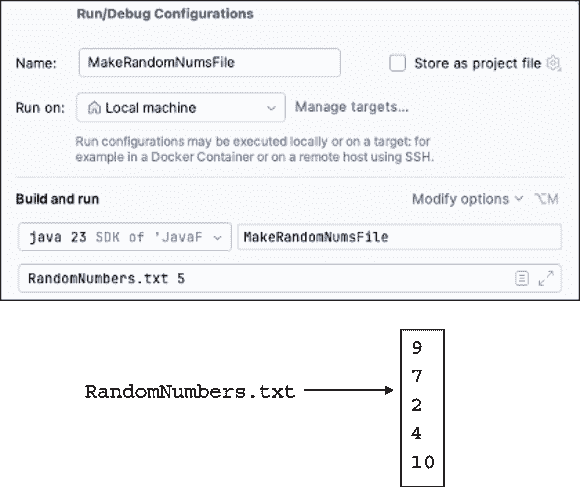 Run/Debug Configurations
Name: MakeRandomNumsFile Store as project file
Run on: Local machine Manage targets...
Run configurations may be executed locally or on a target: for
example in a Docker Container or on a remote host using SSH.
Build and run Modify options ⌥M
java 23 SDK of 'JavaF MakeRandomNumsFile
RandomNumbers.txt 5
RandomNumbers.txt
9
7
2
4
10